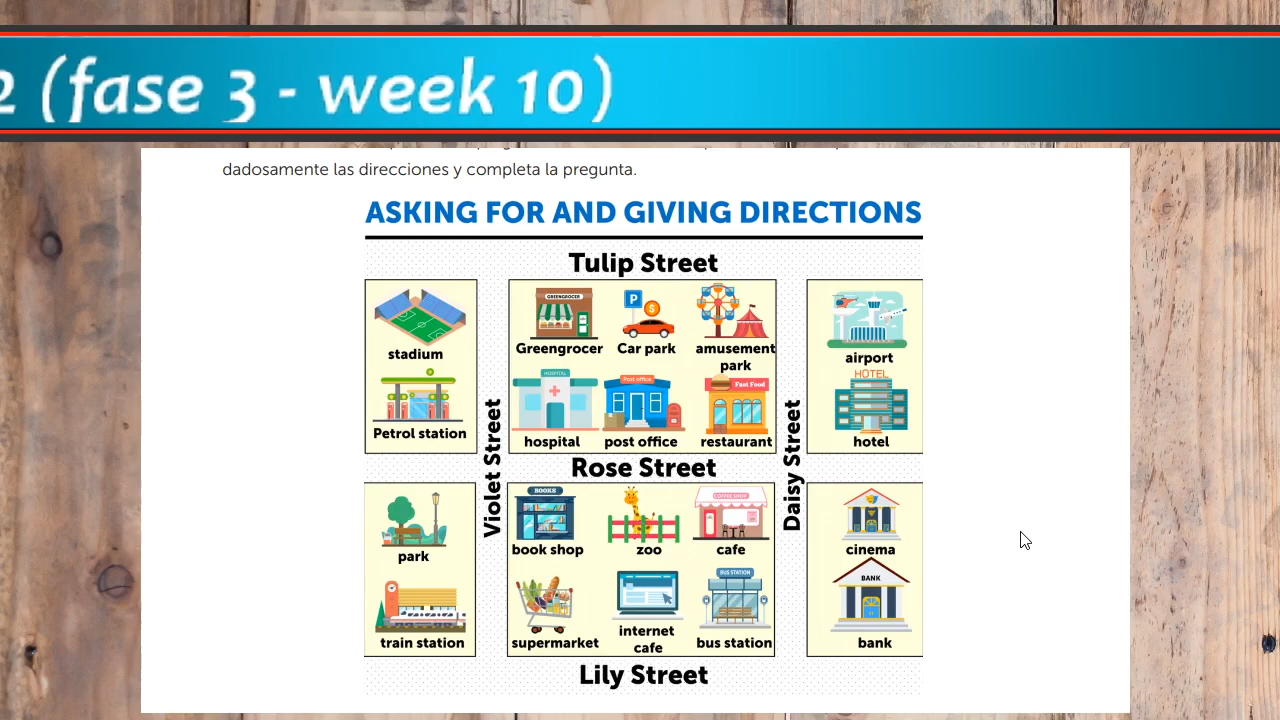 2 (fase 3 - week 10)
dadosamente las direcciones y completa la pregunta.
ASKING FOR AND GIVING DIRECTIONS
Tulip Street
GREENGROCER
P
$
stadium
Greengrocer
Car park
amusement
park
airport
HOSPITAL
Post office
Fast Food
HOTEL
Petrol station
hospital
post office
restaurant
hotel
Violet Street
Rose Street
Daisy Street
BOOKS
COFFEE SHOP
park
book shop
zoo
cafe
cinema
BUS STATION
BANK
train station
supermarket
internet
cafe
bus station
bank
Lily Street